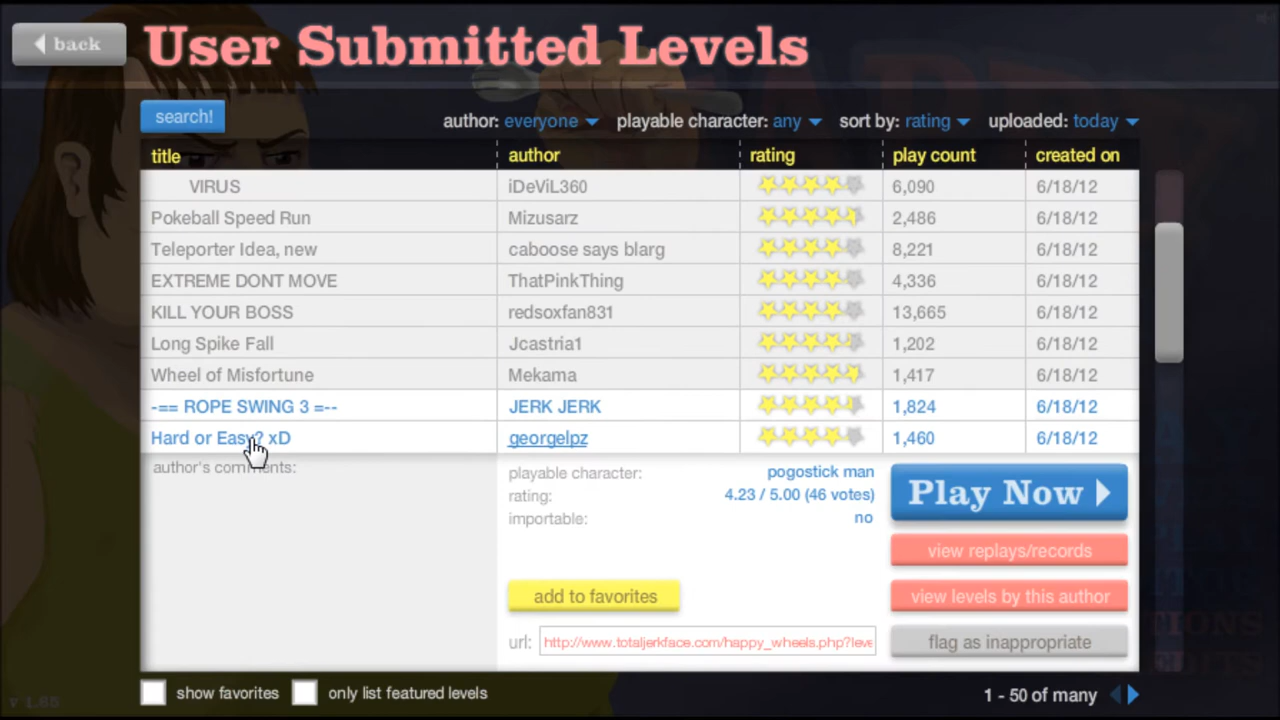 back
User Submitted Levels
search!
author: everyone playable character: any sort by: rating uploaded: today
title author rating play count created on
VIRUS iDeViL360 6,090 6/18/12
Pokeball Speed Run Mizusarz 2,486 6/18/12
Teleporter Idea, new caboose says blarg 8,221 6/18/12
EXTREME DONT MOVE ThatPinkThing 4,336 6/18/12
KILL YOUR BOSS redsoxfan831 13,665 6/18/12
Long Spike Fall Jcastria1 1,202 6/18/12
Wheel of Misfortune Mekama 1,417 6/18/12
-== ROPE SWING 3 =-- JERK JERK 1,824 6/18/12
Hard or Easy? xD georgelpz 1,460 6/18/12
author's comments:
playable character: pogostick man
rating: 4.23 / 5.00 (46 votes)
importable: no
Play Now
view replays/records
add to favorites
view levels by this author
url: http://www.totaljerkface.com/happy_wheels.php?leve
flag as inappropriate
show favorites only list featured levels 1 - 50 of many
v 1.65